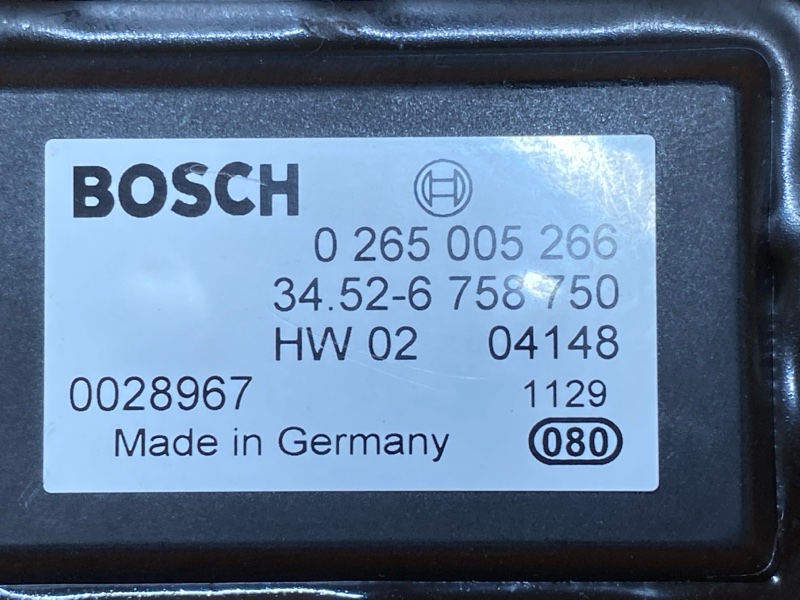 BOSCH
0 265 005 266
34.52-6 758 750
HW 02 04148
0028967 1129
Made in Germany 080